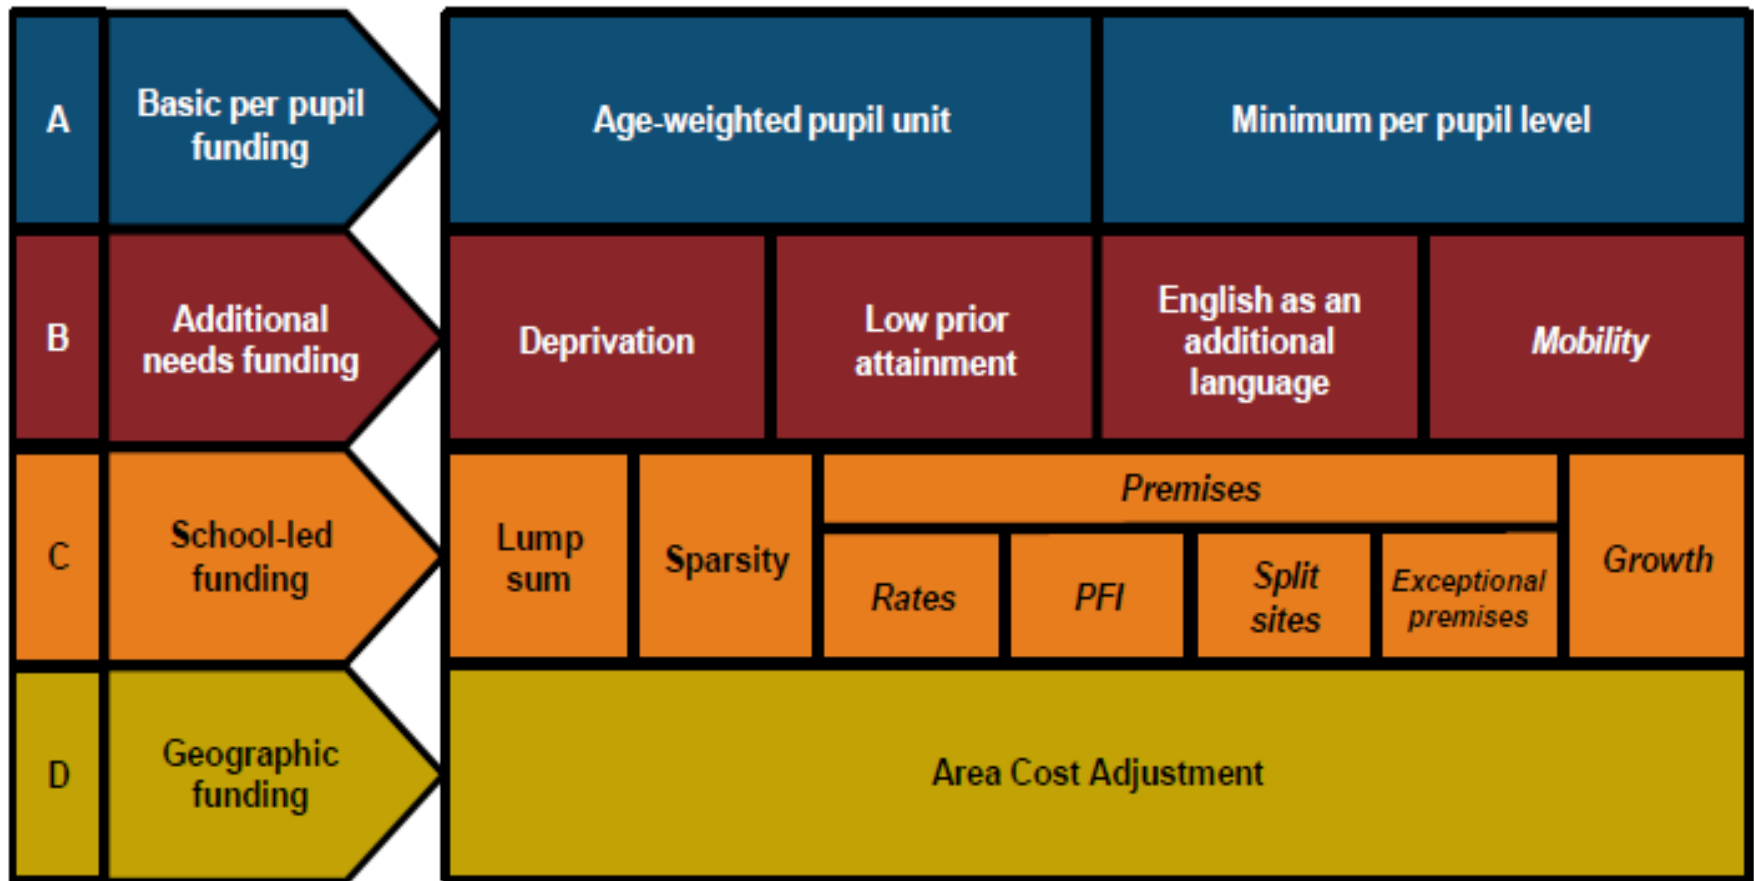 A
Basic per pupil
funding
Age-weighted pupil unit
Minimum per pupil level
B
Additional
needs funding
Deprivation
Low prior
attainment
English as an
additional
language
Mobility
C
School-led
funding
Lump
sum
Sparsity
Premises
Rates
PFI
Split
sites
Exceptional
premises
Growth
D
Geographic
funding
Area Cost Adjustment